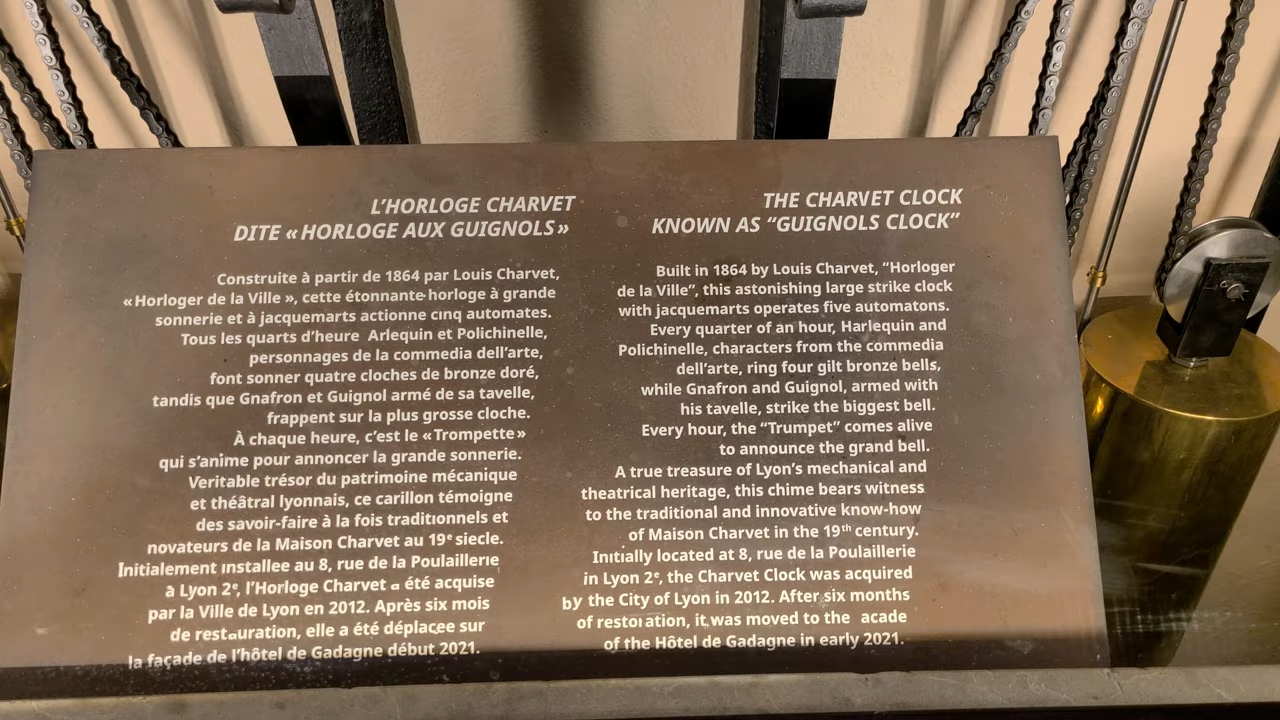 L'HORLOGE CHARVET
DITE « HORLOGE AUX GUIGNOLS »
Construite à partir de 1864 par Louis Charvet,
« Horloger de la Ville », cette étonnante horloge à grande
sonnerie et à jacquemarts actionne cinq automates.
Tous les quarts d'heure Arlequin et Polichinelle,
personnages de la commedia dell'arte,
font sonner quatre cloches de bronze doré,
tandis que Gnafron et Guignol armé de sa tavelle,
frappent sur la plus grosse cloche.
À chaque heure, c'est le « Trompette »
qui s'anime pour annoncer la grande sonnerie.
Veritable trésor du patrimoine mécanique
et théâtral lyonnais, ce carillon témoigne
des savoir-faire à la fois traditionnels et
novateurs de la Maison Charvet au 19e siecle.
Initialement installee au 8, rue de la Poulaillerie
à Lyon 2e, l'Horloge Charvet a été acquise
par la Ville de Lyon en 2012. Après six mois
de restauration, elle a été déplacee sur
la façade de l'hôtel de Gadagne début 2021.
THE CHARVET CLOCK
KNOWN AS "GUIGNOLS CLOCK"
Built in 1864 by Louis Charvet, "Horloger
de la Ville", this astonishing large strike clock
with jacquemarts operates five automatons.
Every quarter of an hour, Harlequin and
Polichinelle, characters from the commedia
dell'arte, ring four gilt bronze bells,
while Gnafron and Guignol, armed with
his tavelle, strike the biggest bell.
Every hour, the "Trumpet" comes alive
to announce the grand bell.
A true treasure of Lyon's mechanical and
theatrical heritage, this chime bears witness
to the traditional and innovative know-how
of Maison Charvet in the 19th century.
Initially located at 8, rue de la Poulaillerie
in Lyon 2e, the Charvet Clock was acquired
by the City of Lyon in 2012. After six months
of restoration, it was moved to the acade
of the Hôtel de Gadagne in early 2021.